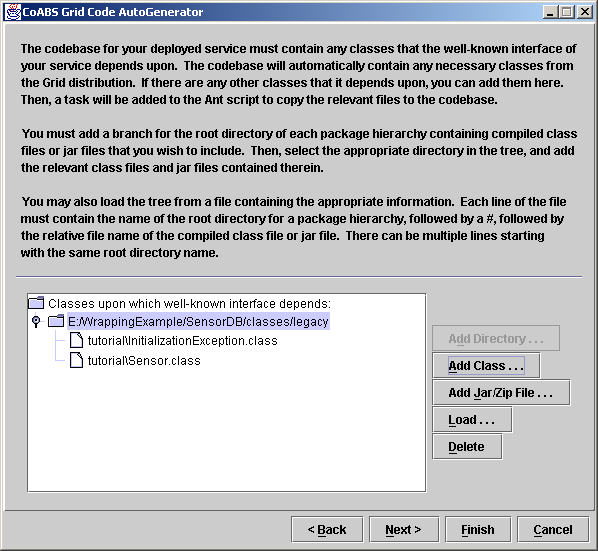 CoABS Grid Code AutoGenerator
The codebase for your deployed service must contain any classes that the well-known interface of
your service depends upon.  The codebase will automatically contain any necessary classes from
the Grid distribution.  If there are any other classes that it depends upon, you can add them here.
Then, a task will be added to the Ant script to copy the relevant files to the codebase.
You must add a branch for the root directory of each package hierarchy containing compiled class
files or jar files that you wish to include.  Then, select the appropriate directory in the tree, and add
the relevant class files and jar files contained therein.
You may also load the tree from a file containing the appropriate information.  Each line of the file
must contain the name of the root directory for a package hierarchy, followed by a #, followed by
the relative file name of the compiled class file or jar file.  There can be multiple lines starting
with the same root directory name.
Classes upon which well-known interface depends:
E:/WrappingExample/SensorDB/classes/legacy
tutorial\InitializationException.class
tutorial\Sensor.class
Add Directory . . .
Add Class . . .
Add Jar/Zip File . . .
Load . . .
Delete
< Back
Next >
Finish
Cancel